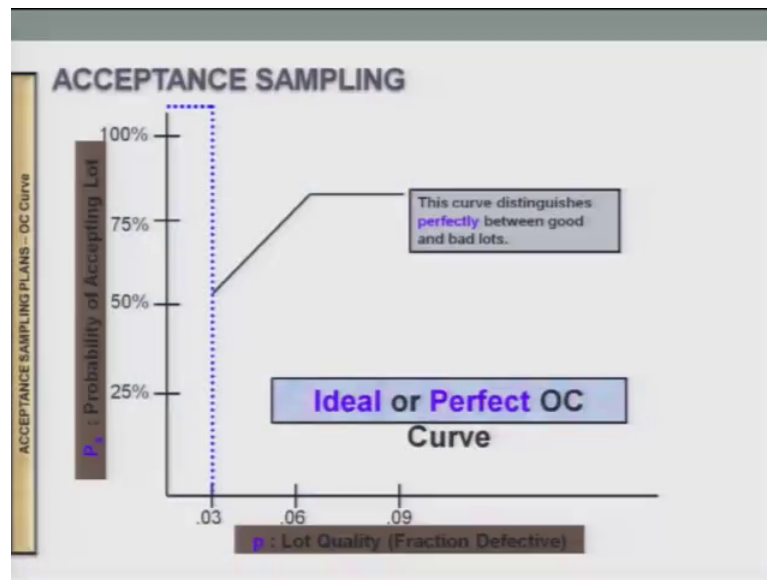 ACCEPTANCE SAMPLING
ACCEPTANCE SAMPLING PLANS – OC Curve
Pa : Probability of Accepting Lot
100%
75%
50%
25%
This curve distinguishes
perfectly between good
and bad lots.
Ideal or Perfect OC
Curve
.03 .06 .09
p : Lot Quality (Fraction Defective)